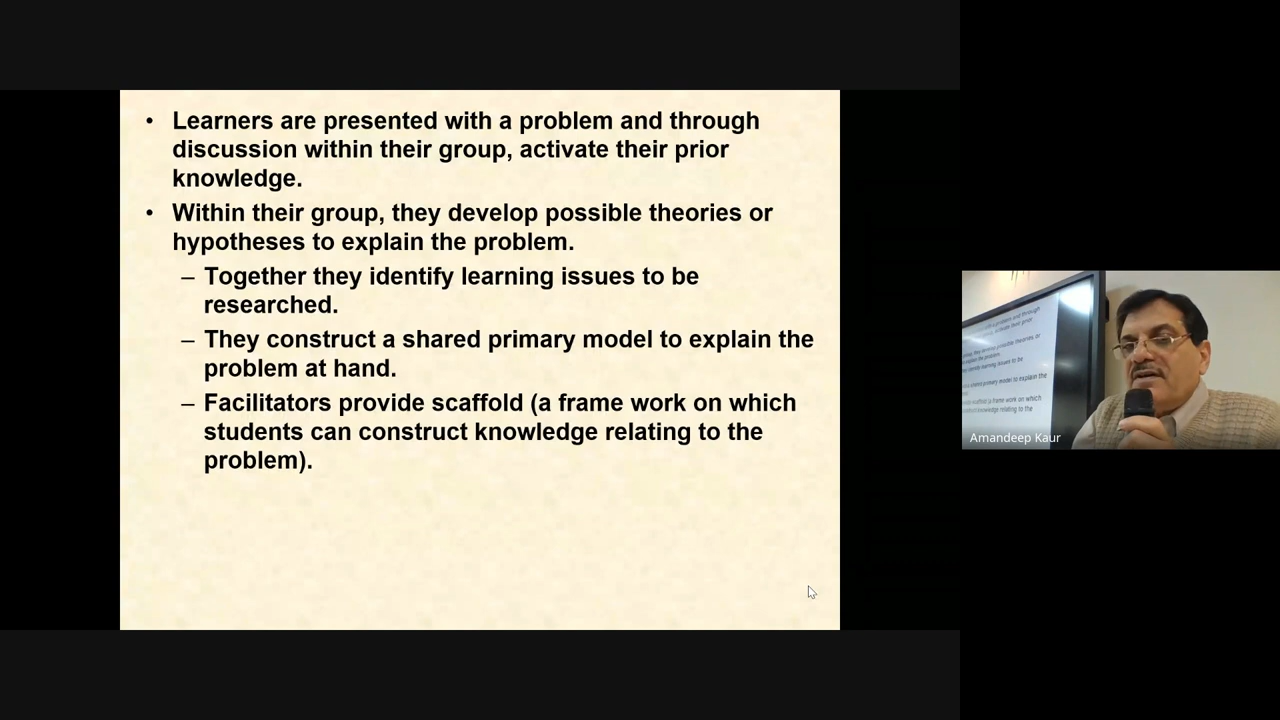 • Learners are presented with a problem and through
discussion within their group, activate their prior
knowledge.
• Within their group, they develop possible theories or
hypotheses to explain the problem.
– Together they identify learning issues to be
researched.
– They construct a shared primary model to explain the
problem at hand.
– Facilitators provide scaffold (a frame work on which
students can construct knowledge relating to the
problem).
Amandeep Kaur